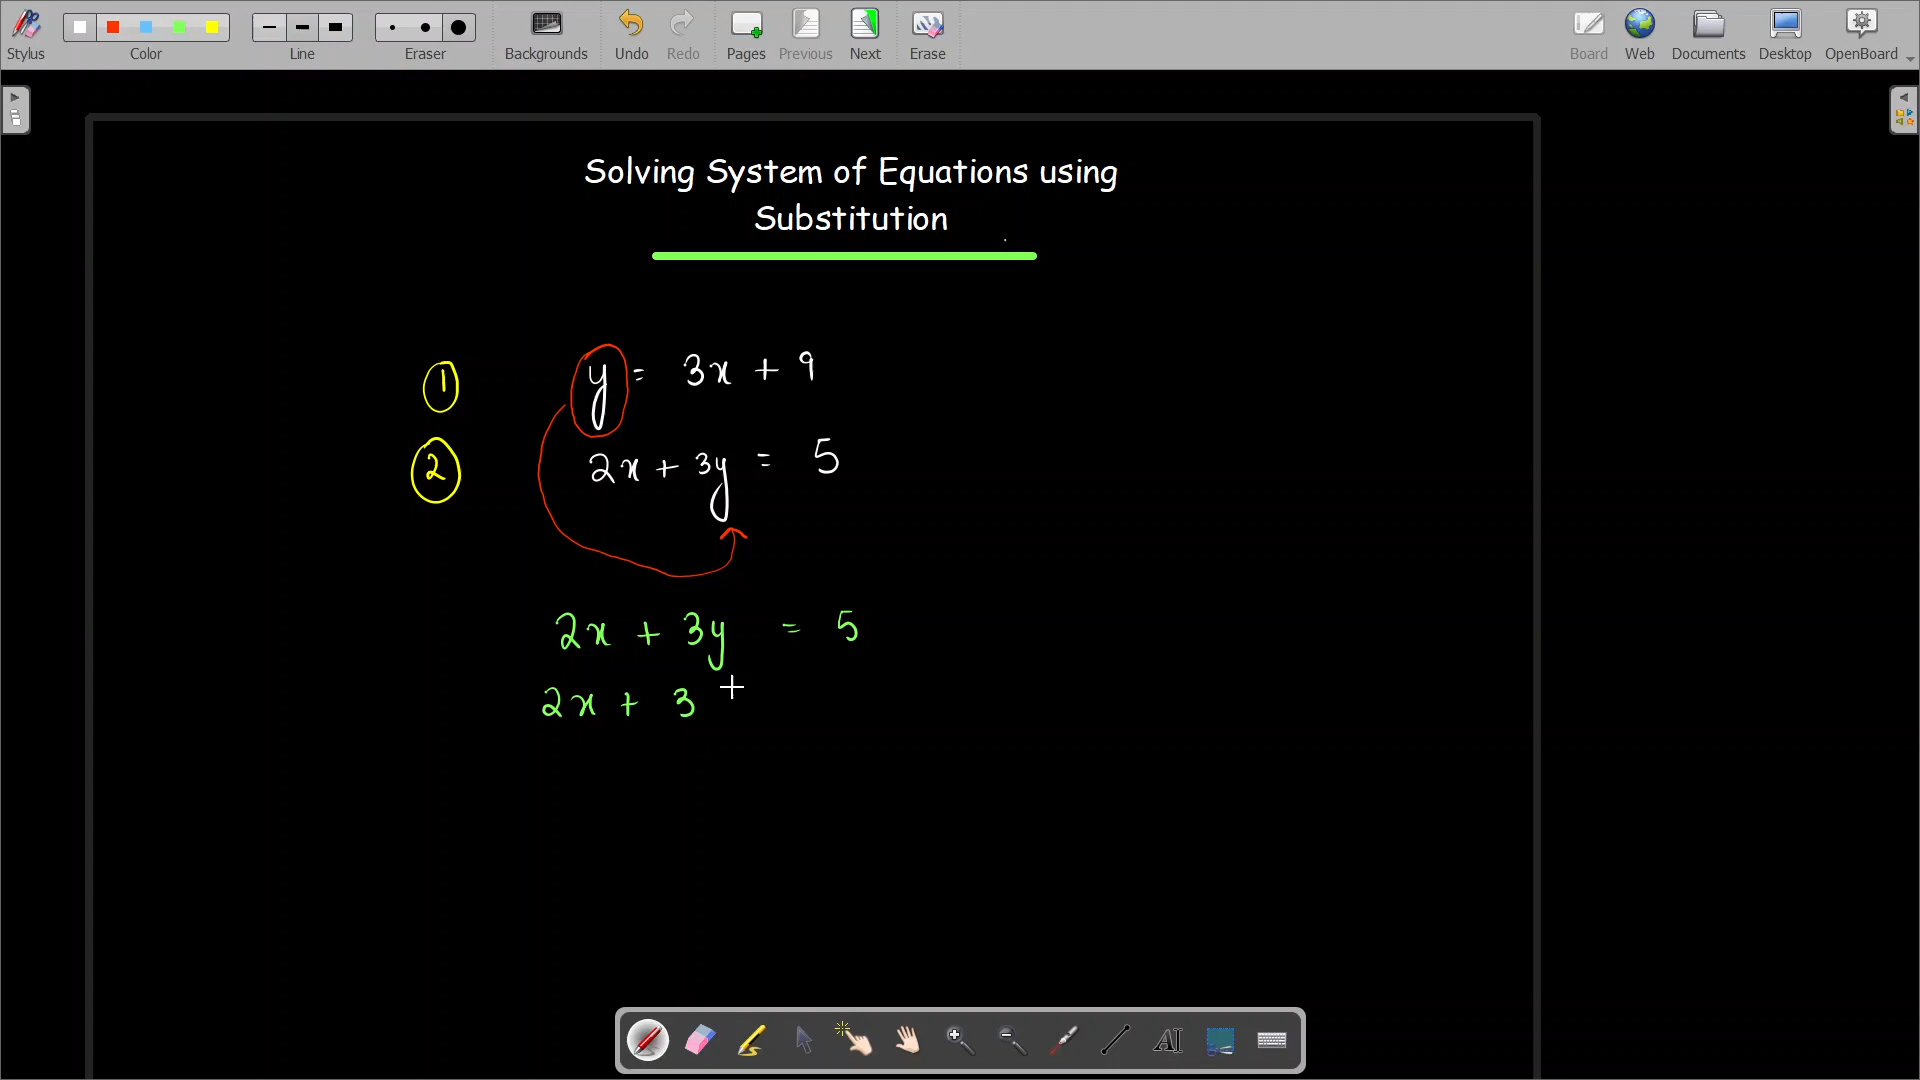 Stylus Color Line Eraser Backgrounds Undo Redo Pages Previous Next Erase Board Web Documents Desktop OpenBoard
Solving System of Equations using
Substitution
1 y = 3x + 9
2 2x + 3y = 5
2x + 3y = 5
2x + 3
AI